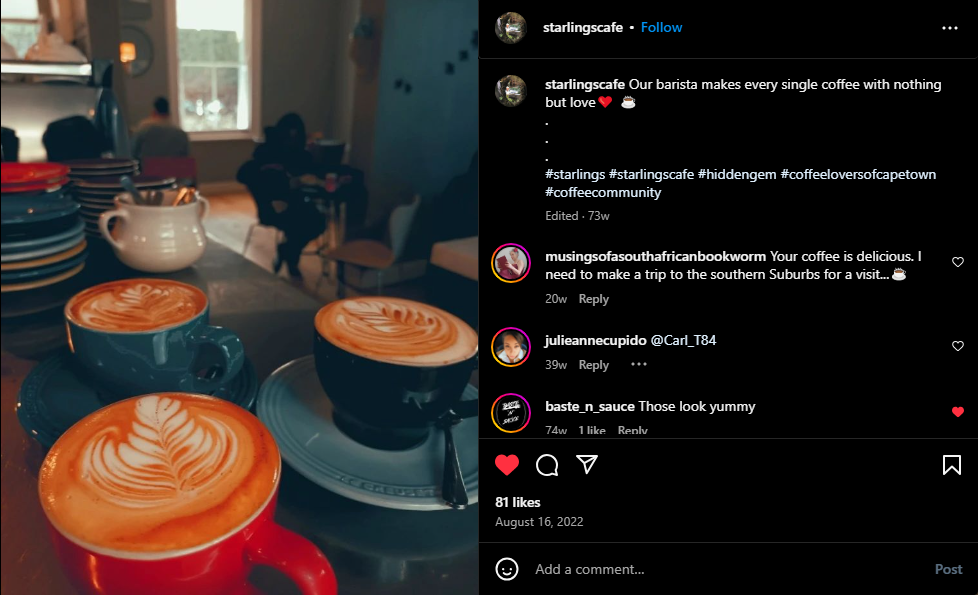 starlingscafe • Follow
starlingscafe Our barista makes every single coffee with nothing
but love❤️ ☕
.
.
.
#starlings #starlingscafe #hiddengem #coffeeloversofcapetown
#coffeecommunity
Edited · 73w
musingsofasouthafricanbookworm Your coffee is delicious. I
need to make a trip to the southern Suburbs for a visit...☕
20w Reply
julieannecupido @Carl_T84
39w Reply •••
BASTE
N
SAUCE
baste_n_sauce Those look yummy
74w 1 like Reply
81 likes
August 16, 2022
Add a comment...
Post